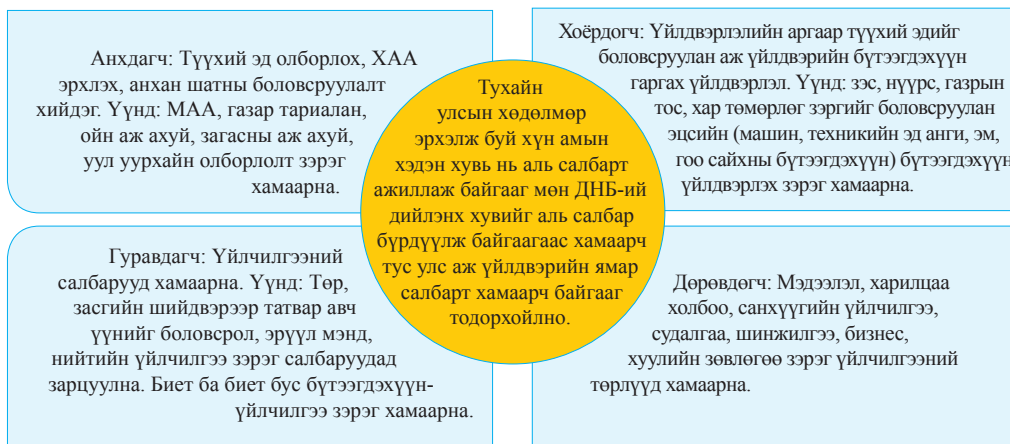 Анхдагч: Түүхий эд олборлох, ХАА
эрхлэх, анхан шатны боловсруулалт
хийдэг. Үүнд: МАА, газар тариалан,
ойн аж ахуй, загасны аж ахуй,
уул уурхайн олборлолт зэрэг
хамаарна.
Хоёрдогч: Үйлдвэрлэлийн аргаар түүхий эдийг
боловсруулан аж үйлдвэрийн бүтээгдэхүүн
гаргах үйлдвэрлэл. Үүнд: зэс, нүүрс, газрын
тос, хар төмөрлөг зэргийг боловсруулан
эцсийн (машин, техникийн эд анги, эм,
гоо сайхны бүтээгдэхүүн) бүтээгдэхүүн
үйлдвэрлэх зэрэг хамаарна.
Тухайн
улсын хөдөлмөр
эрхэлж буй хүн амын
хэдэн хувь нь аль салбарт
ажиллаж байгааг мөн ДНБ-ий
дийлэнх хувийг аль салбар
бүрдүүлж байгаагаас хамаарч
тус улс аж үйлдвэрийн ямар
салбарт хамаарч байгааг
тодорхойлно.
Гуравдагч: Үйлчилгээний
салбарууд хамаарна. Үүнд: Төр,
засгийн шийдвэрээр татвар авч
үүнийг боловсрол, эрүүл мэнд,
нийтийн үйлчилгээ зэрэг салбаруудад
зарцуулна. Биет ба биет бус бүтээгдэхүүн-
үйлчилгээ зэрэг хамаарна.
Дөрөвдөгч: Мэдээлэл, харилцаа
холбоо, санхүүгийн үйлчилгээ,
судалгаа, шинжилгээ, бизнес,
хуулийн зөвлөгөө зэрэг үйлчилгээний
төрлүүд хамаарна.